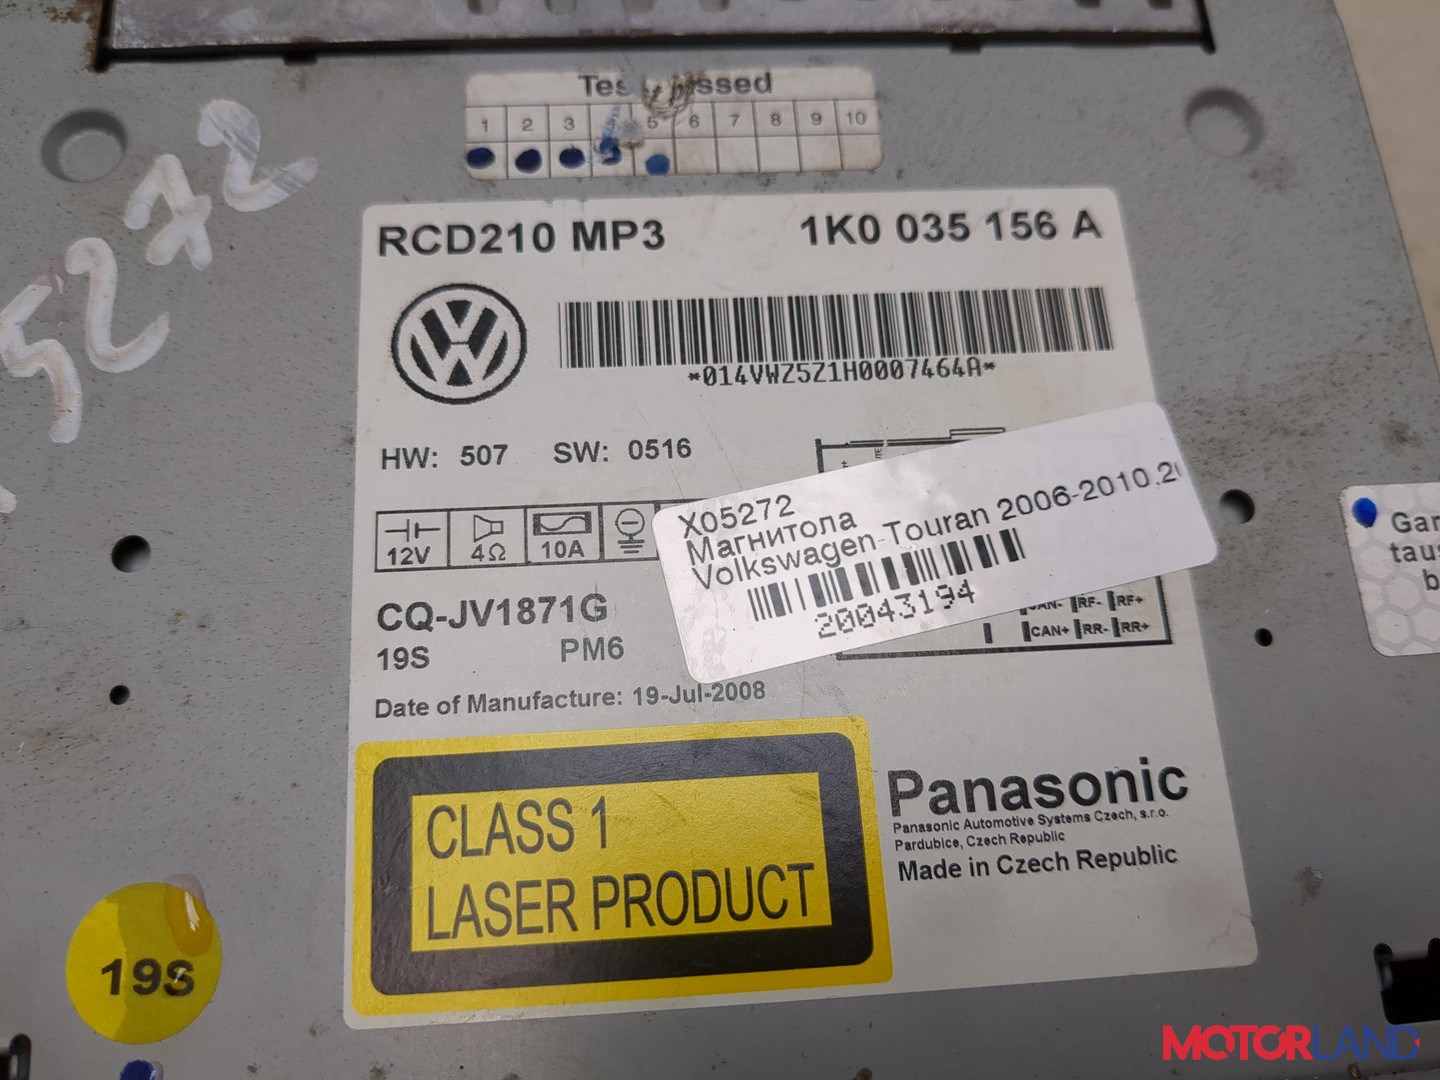 Test passed
1 2 3 5 6 7 8 9 10
5272
RCD210 MP3 1K0 035 156 A
*014VWZ5Z1H0007464A*
HW: 507 SW: 0516
12V 4Ω 10A
X05272
Магнитола
Volkswagen Touran 2006-2010.
20043194
CQ-JV1871G
19S PM6
RF- RF+
CAN+ RR- RR+
Date of Manufacture: 19-Jul-2008
CLASS 1
LASER PRODUCT
Panasonic
Panasonic Automotive Systems Czech, s.r.o.
Pardubice, Czech Republic
Made in Czech Republic
19S
MOTORLAND